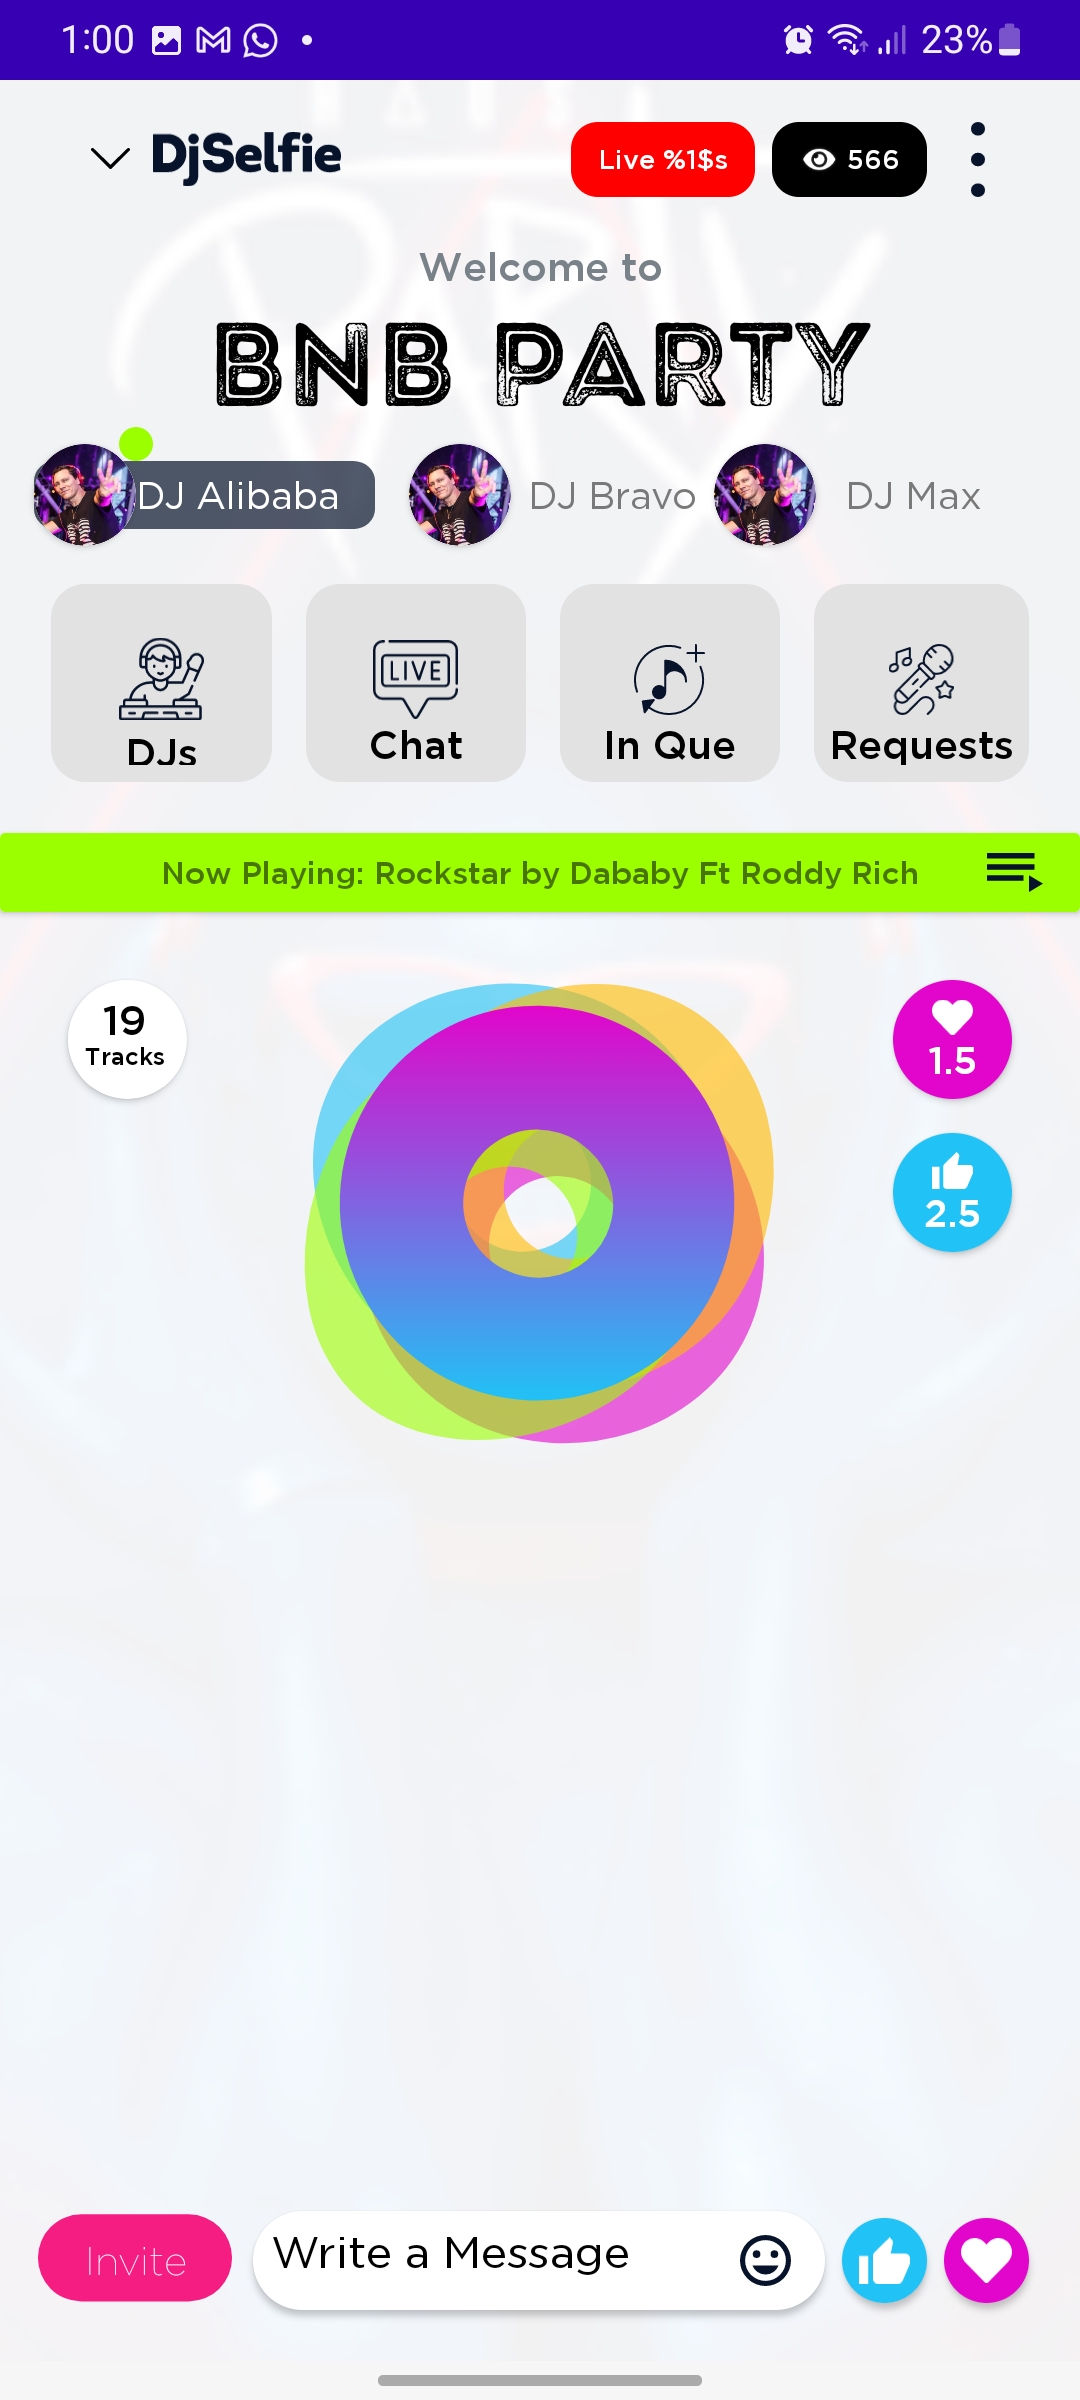 1:00 23%
DjSelfie Live %1$s 566
Welcome to
BNB PARTY
DJ Alibaba DJ Bravo DJ Max
LIVE
DJs Chat In Que Requests
Now Playing: Rockstar by Dababy Ft Roddy Rich
19
Tracks
1.5
2.5
Invite Write a Message